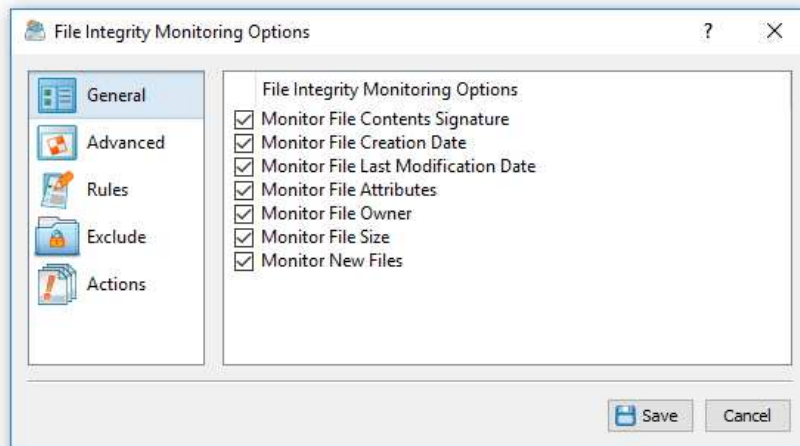 File Integrity Monitoring Options
?
General
Advanced
Rules
Exclude
Actions
File Integrity Monitoring Options
Monitor File Contents Signature
Monitor File Creation Date
Monitor File Last Modification Date
Monitor File Attributes
Monitor File Owner
Monitor File Size
Monitor New Files
Save
Cancel